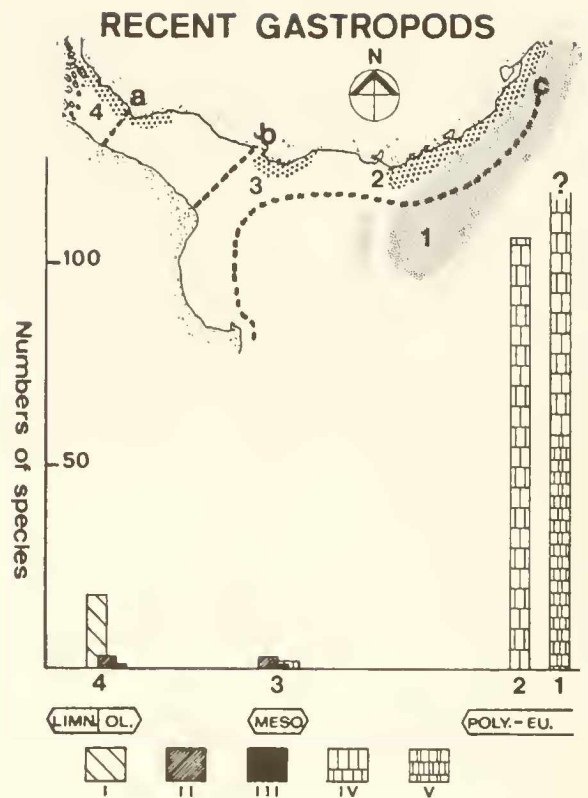 RECENT GASTROPODS
N
a
4
b
c
3
2
1
?
100
50
Numbers of species
4 3 2 1
LIMN. OL. MESO POLY.-EU.
I II III IV V